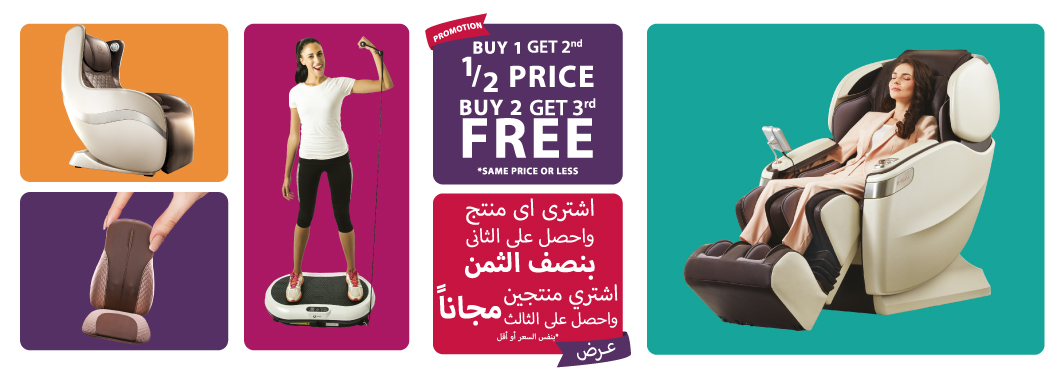 PROMOTION
BUY 1 GET 2nd
1/2 PRICE
BUY 2 GET 3rd
FREE
*SAME PRICE OR LESS
اشترى اى منتج
واحصل على الثانى
بنصف الثمن
اشتري منتجين
واحصل على الثالث مجاناً
*بنفس السعر أو أقل
عرض